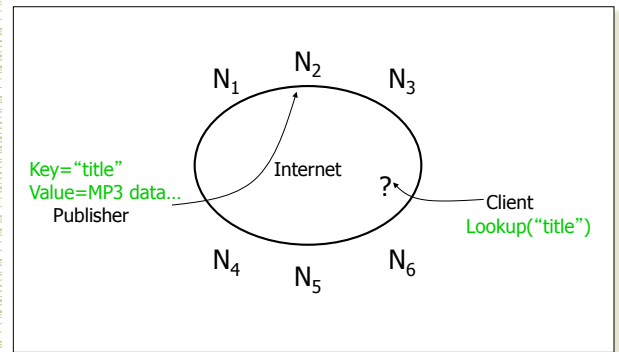 N1 N2 N3
Key=“title”
Value=MP3 data…
Publisher
Internet
?
Client
Lookup(“title”)
N4 N5 N6